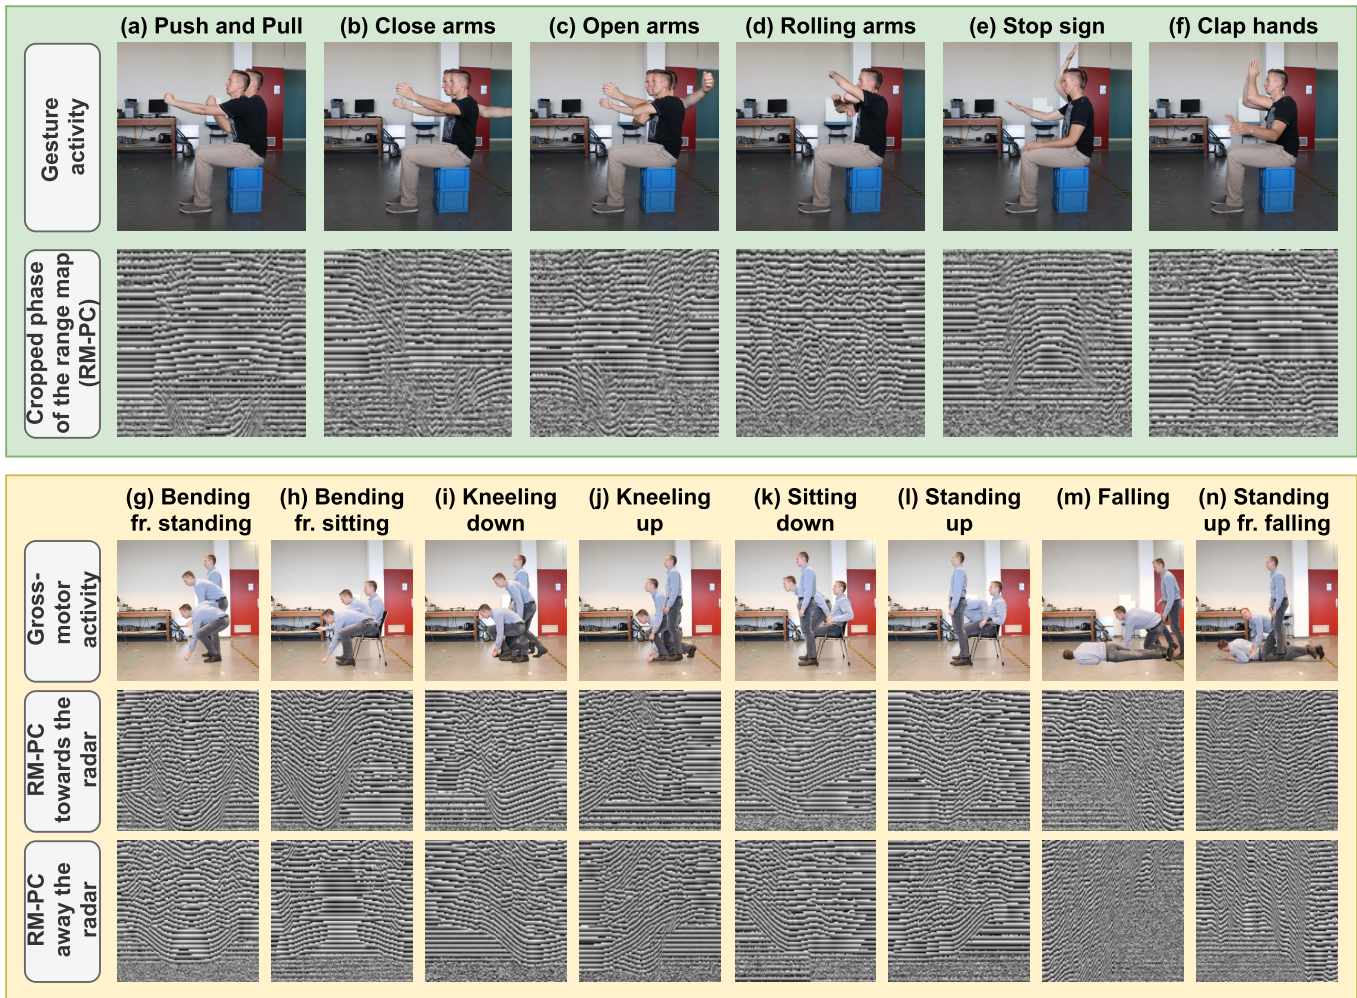 (a) Push and Pull
(b) Close arms
(c) Open arms
(d) Rolling arms
(e) Stop sign
(f) Clap hands
Gesture
activity
Cropped phase
of the range map
(RM-PC)
(g) Bending
fr. standing
(h) Bending
fr. sitting
(i) Kneeling
down
(j) Kneeling
up
(k) Sitting
down
(l) Standing
up
(m) Falling
(n) Standing
up fr. falling
Gross-
motor
activity
RM-PC
towards the
radar
RM-PC
away the
radar